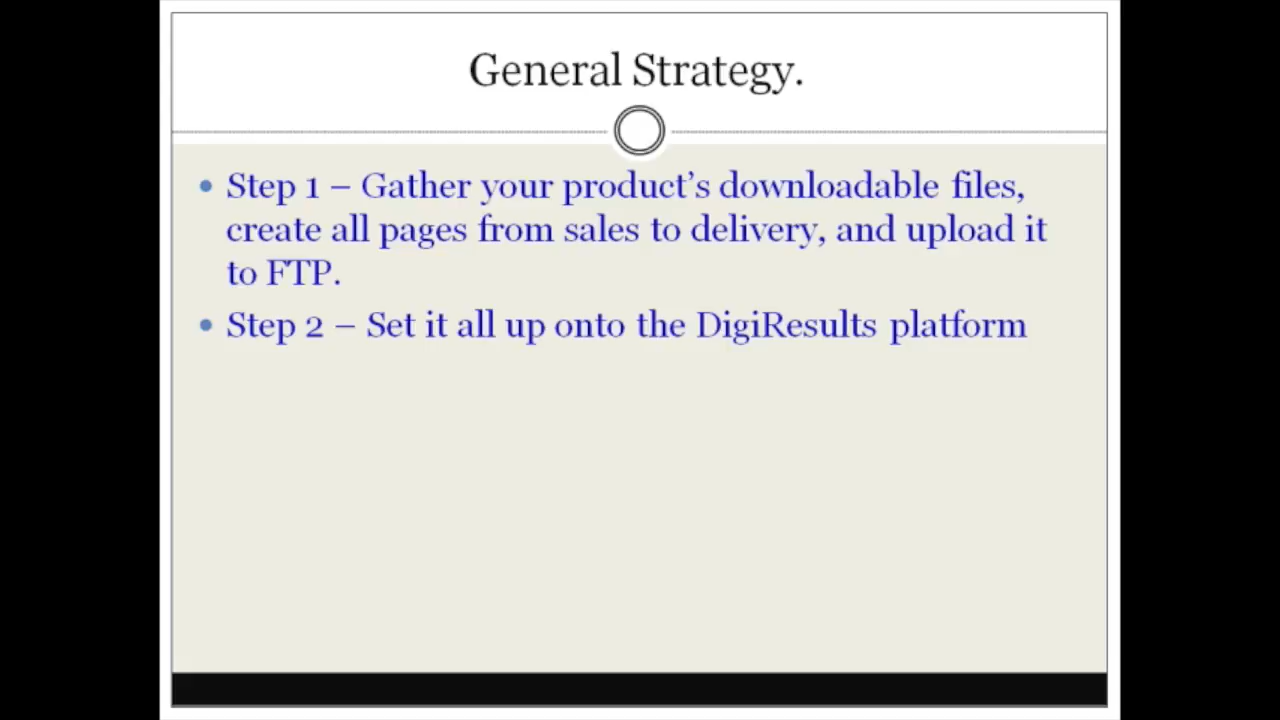 General Strategy.
• Step 1 – Gather your product’s downloadable files,
create all pages from sales to delivery, and upload it
to FTP.
• Step 2 – Set it all up onto the DigiResults platform